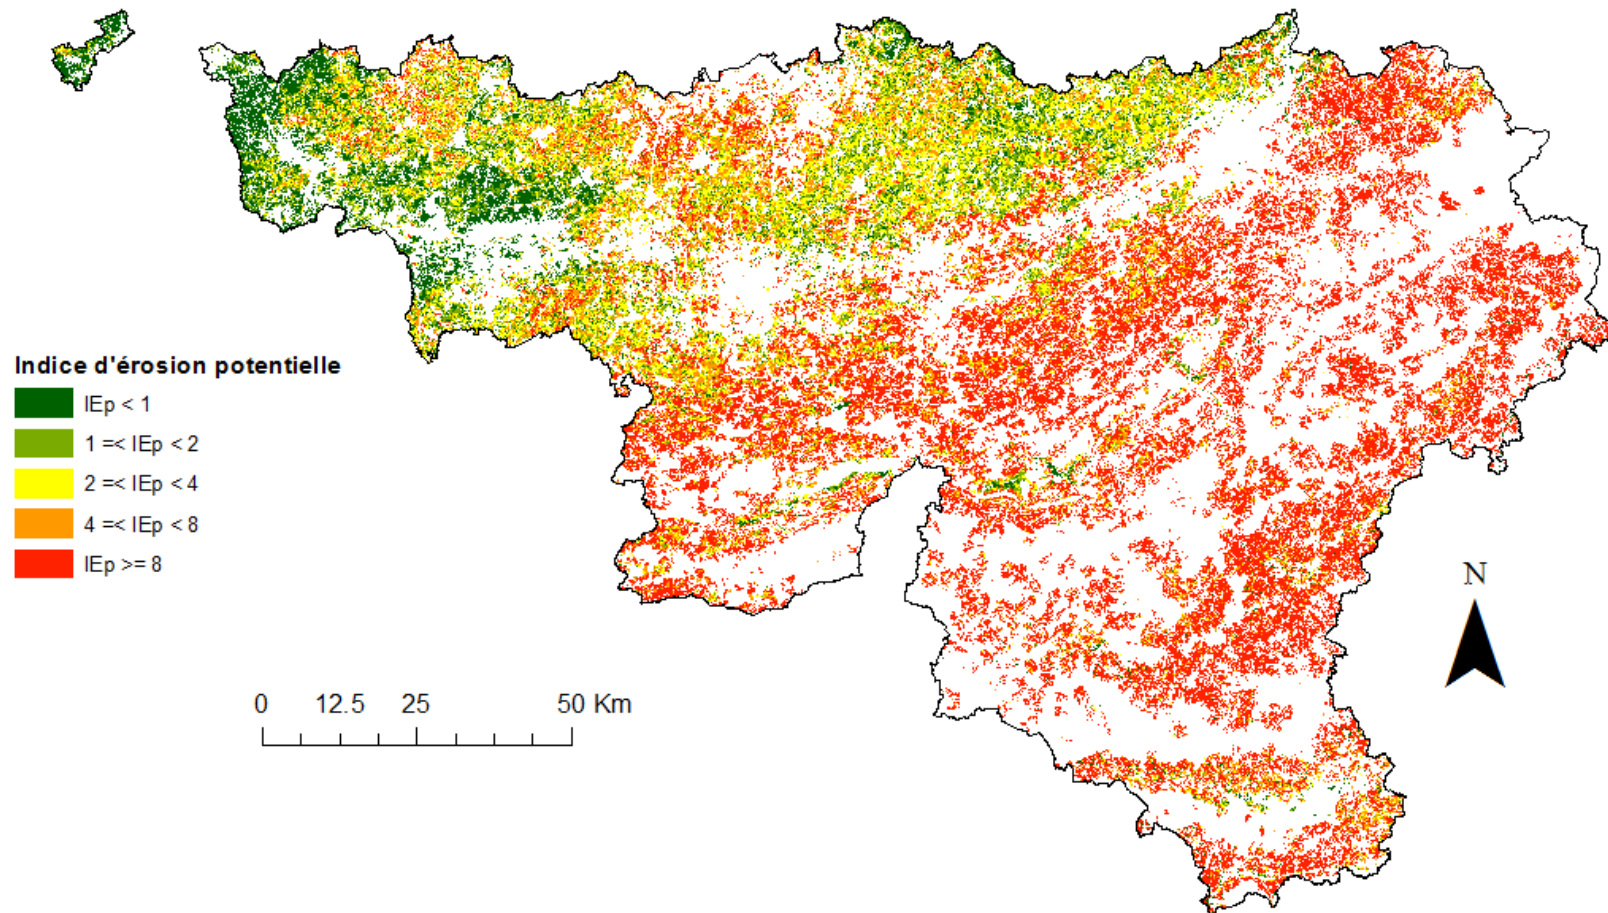 Indice d'érosion potentielle
IEp < 1
1 =< IEp < 2
2 =< IEp < 4
4 =< IEp < 8
IEp >= 8
N
0 12.5 25 50 Km